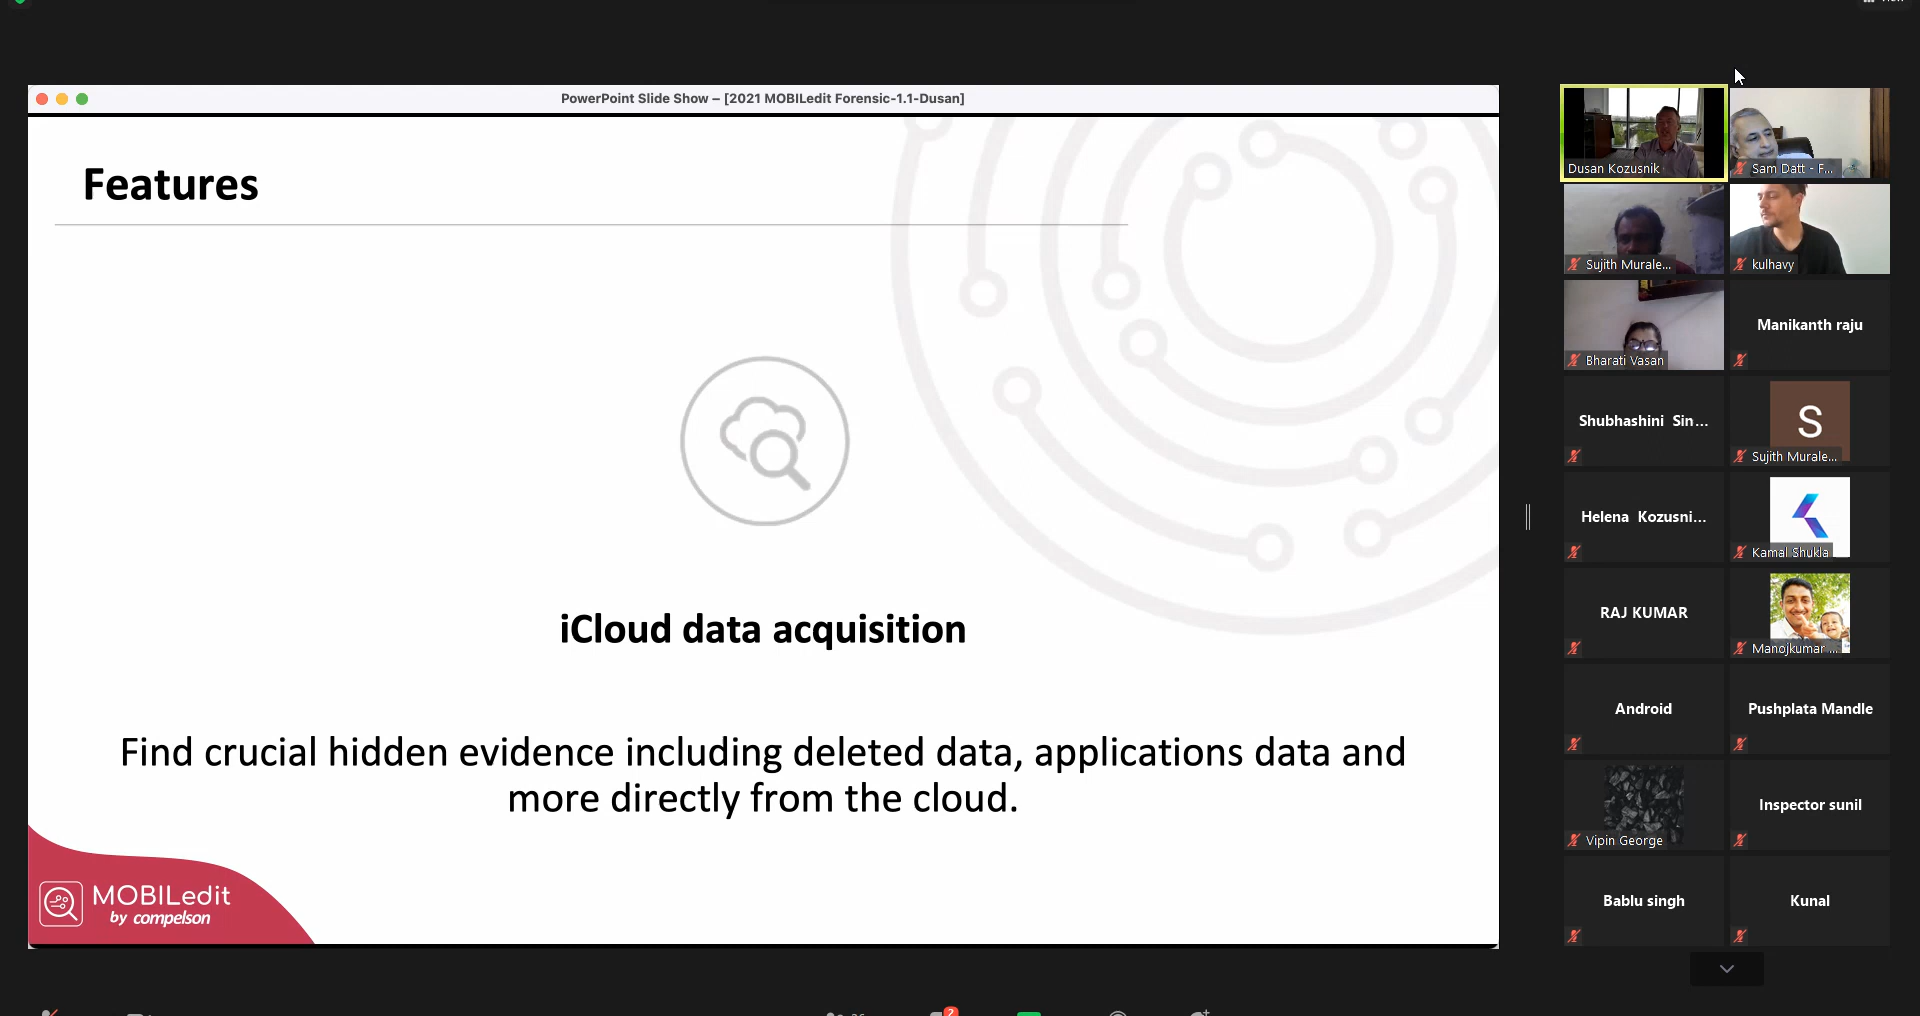 PowerPoint Slide Show – [2021 MOBILedit Forensic-1.1-Dusan]
Features
iCloud data acquisition
Find crucial hidden evidence including deleted data, applications data and
more directly from the cloud.
MOBILedit
by compelson
Dusan Kozusnik
Sam Datt - F...
Sujith Murale...
kulhavy
Bharati Vasan
Manikanth raju
Shubhashini Sin...
S
Sujith Murale...
Helena Kozusni...
Kamal Shukla
RAJ KUMAR
Manojkumar ...
Android
Pushplata Mandle
Vipin George
Inspector sunil
Bablu singh
Kunal
2